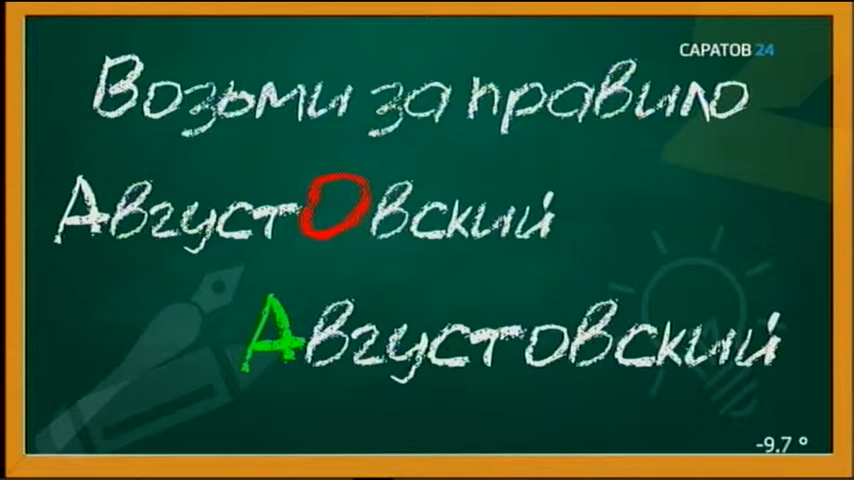 САРАТОВ 24
Возьми за правило
АвгустОвский
Августовский
-9.7 °